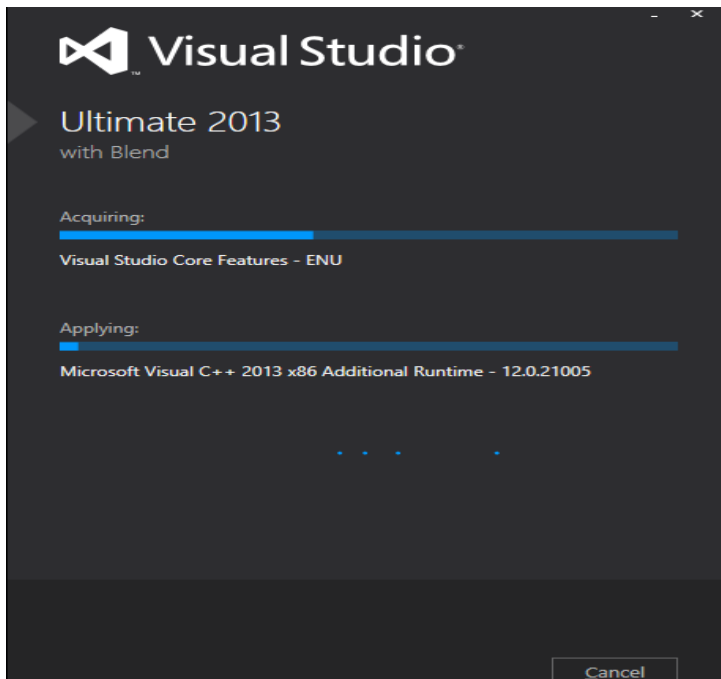 Visual Studio®
™
Ultimate 2013
with Blend
Acquiring:
Visual Studio Core Features - ENU
Applying:
Microsoft Visual C++ 2013 x86 Additional Runtime - 12.0.21005
Cancel